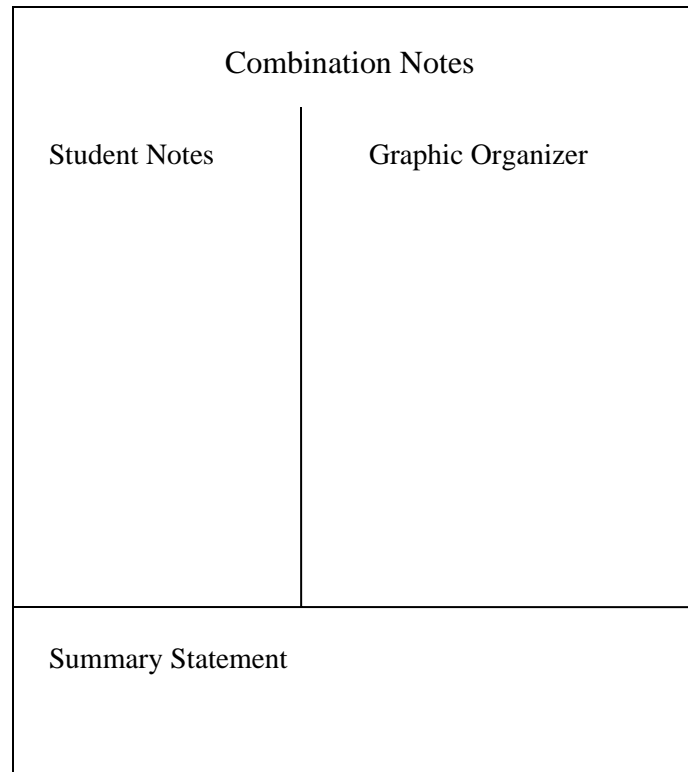 Combination Notes
Student Notes
Graphic Organizer
Summary Statement